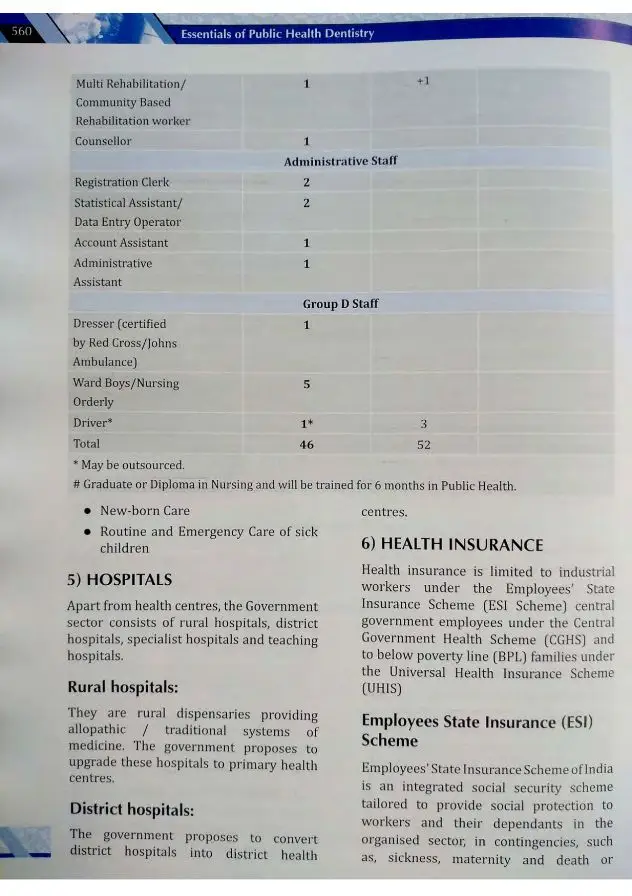 560
Essentials of Public Health Dentistry
Multi Rehabilitation/ 1 +1
Community Based
Rehabilitation worker
Counsellor 1
Administrative Staff
Registration Clerk 2
Statistical Assistant/ 2
Data Entry Operator
Account Assistant 1
Administrative 1
Assistant
Group D Staff
Dresser (certified 1
by Red Cross/Johns
Ambulance)
Ward Boys/Nursing 5
Orderly
Driver* 1* 3
Total 46 52
* May be outsourced.
# Graduate or Diploma in Nursing and will be trained for 6 months in Public Health.
● New-born Care
● Routine and Emergency Care of sick
children
5) HOSPITALS
Apart from health centres, the Government
sector consists of rural hospitals, district
hospitals, specialist hospitals and teaching
hospitals.
Rural hospitals:
They are rural dispensaries providing
allopathic / traditional systems of
medicine. The government proposes to
upgrade these hospitals to primary health
centres.
District hospitals:
The government proposes to convert
district hospitals into district health
centres.
6) HEALTH INSURANCE
Health insurance is limited to industrial
workers under the Employees' State
Insurance Scheme (ESI Scheme) central
government employees under the Central
Government Health Scheme (CGHS) and
to below poverty line (BPL) families under
the Universal Health Insurance Scheme
(UHIS)
Employees State Insurance (ESI)
Scheme
Employees' State Insurance Scheme of India
is an integrated social security scheme
tailored to provide social protection to
workers and their dependants in the
organised sector, in contingencies, such
as, sickness, maternity and death or